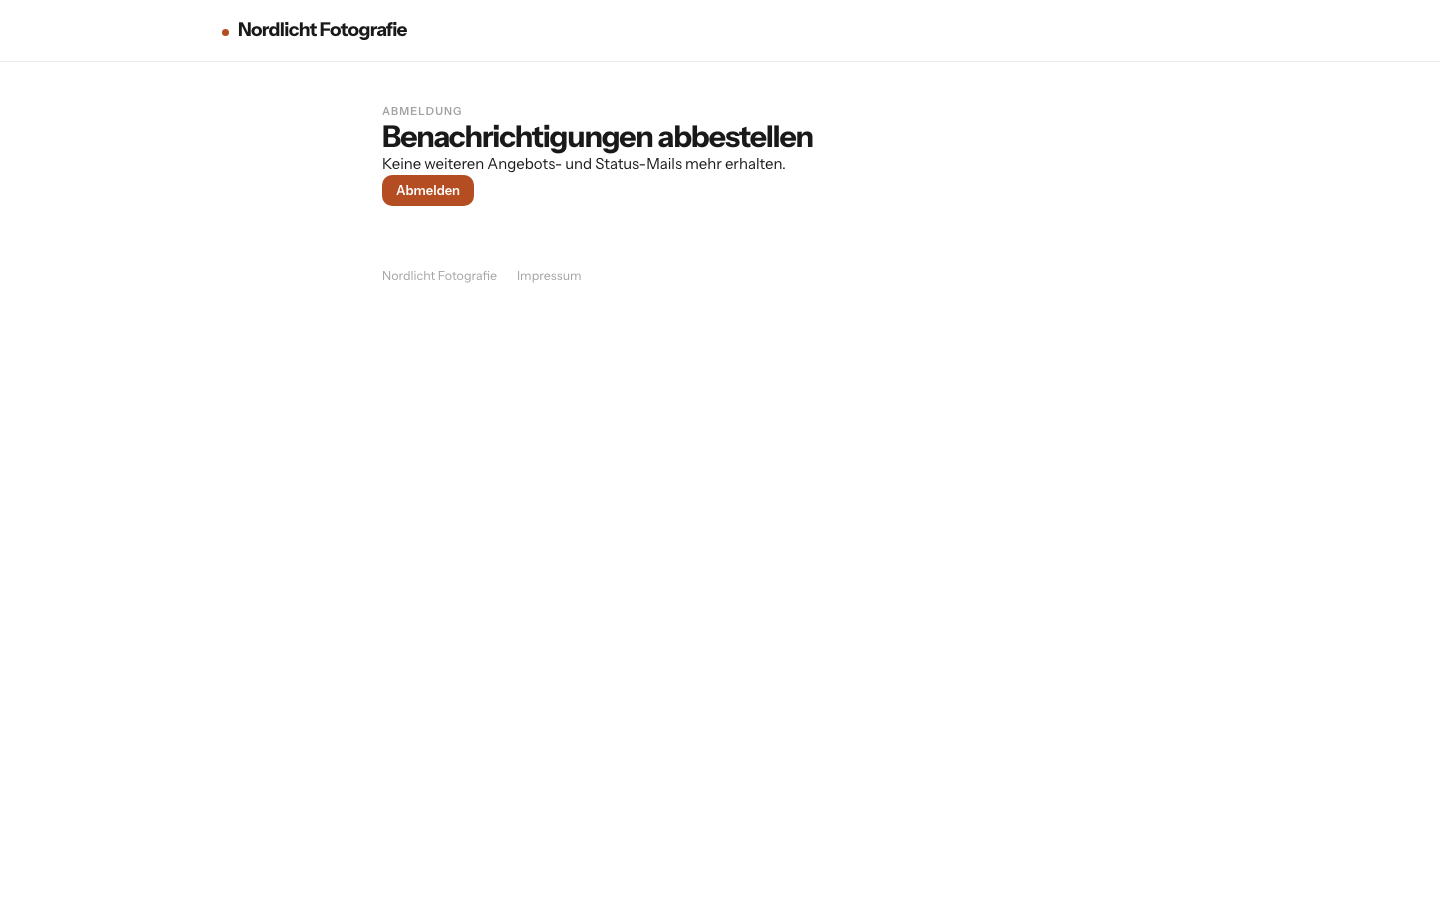 Nordlicht Fotografie
ABMELDUNG
Benachrichtigungen abbestellen
Keine weiteren Angebots- und Status-Mails mehr erhalten.
Abmelden
Nordlicht Fotografie Impressum